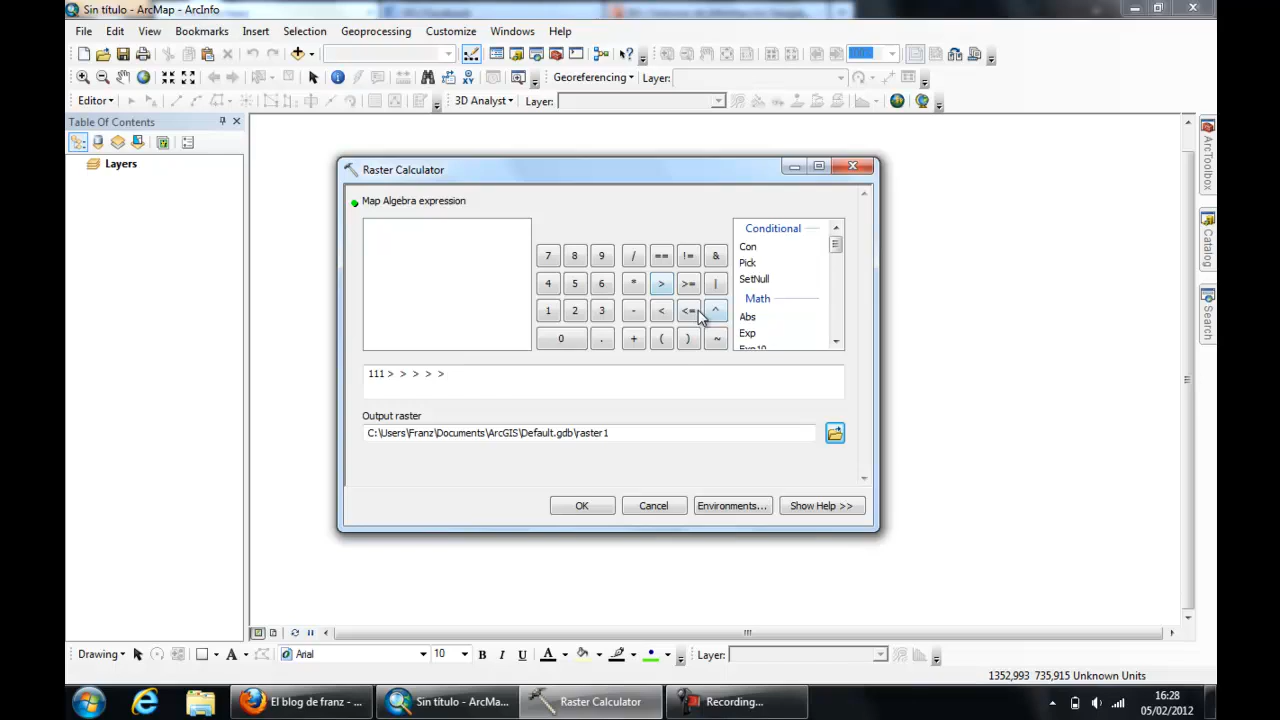 Sin título - ArcMap - ArcInfo
File Edit View Bookmarks Insert Selection Geoprocessing Customize Windows Help
Georeferencing Layer:
Editor 3D Analyst Layer:
Table Of Contents
Layers
ArcToolbox
Catalog
Search
Raster Calculator
Map Algebra expression
7 8 9 / == != &
4 5 6 * > >= |
1 2 3 - < <= ^
0 . + ( ) ~
Conditional
Con
Pick
SetNull
Math
Abs
Exp
Exp10
111 > > > > >
Output raster
C:\Users\Franz\Documents\ArcGIS\Default.gdb\raster1
OK Cancel Environments... Show Help >>
Drawing A Arial 10 B I U A Layer:
1352,993 735,915 Unknown Units
El blog de franz - ... Sin título - ArcMa... Raster Calculator Recording...
16:28
05/02/2012